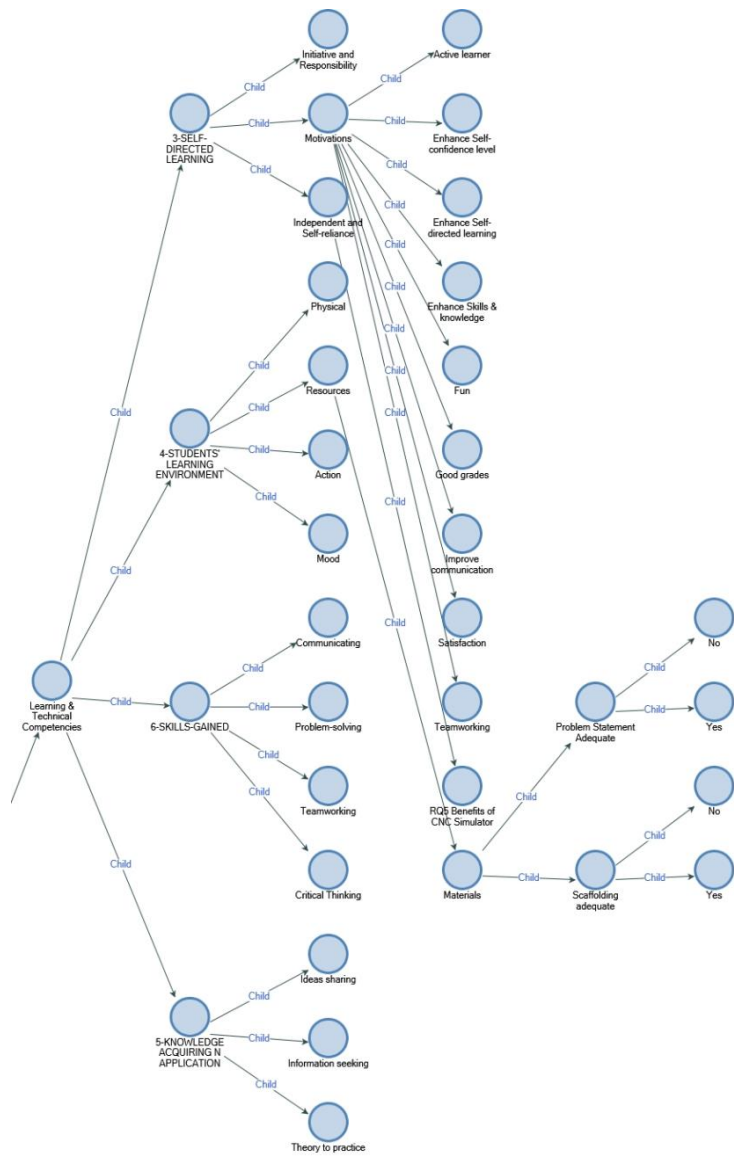 Initiative and
Responsibility
Active learner
Child
Child
3-SELF-
DIRECTED
LEARNING
Child
Motivations
Child
Enhance Self-
confidence level
Child
Child
Independent and
Self-reliance
Child
Enhance Self-
directed learning
Child
Physical
Child
Enhance Skills &
knowledge
Child
Child
Resources
Child
Fun
Child
Child
4-STUDENTS'
LEARNING
ENVIRONMENT
Child
Action
Child
Good grades
Child
Mood
Child
Improve
communication
Child
Communicating
Child
Satisfaction
No
Child
Child
Learning &
Technical
Competencies
Child
6-SKILLS-GAINED
Child
Problem-solving
Teamworking
Problem Statement
Adequate
Child
Yes
Child
Teamworking
RQ5 Benefits of
CNC Simulator
Child
Child
No
Child
Child
Critical Thinking
Materials
Child
Scaffolding
adequate
Child
Yes
Child
Ideas sharing
5-KNOWLEDGE
ACQUIRING N
APPLICATION
Child
Information seeking
Child
Theory to practice